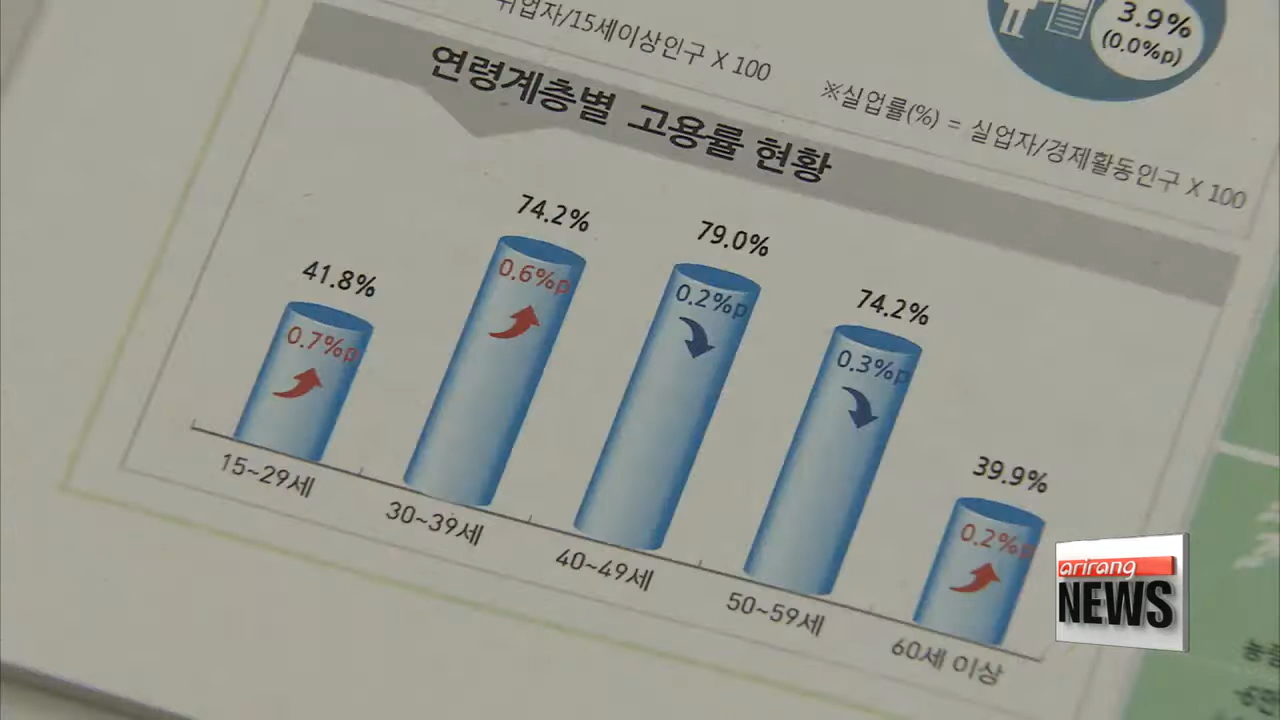 취업자/15세이상인구 X 100
3.9%
(0.0%p)
※실업률(%) = 실업자/경제활동인구 X 100
연령계층별 고용률 현황
41.8%
0.7%p
74.2%
0.6%p
79.0%
0.2%p
74.2%
0.3%p
39.9%
0.2%p
15~29세
30~39세
40~49세
50~59세
60세 이상
arirang
NEWS